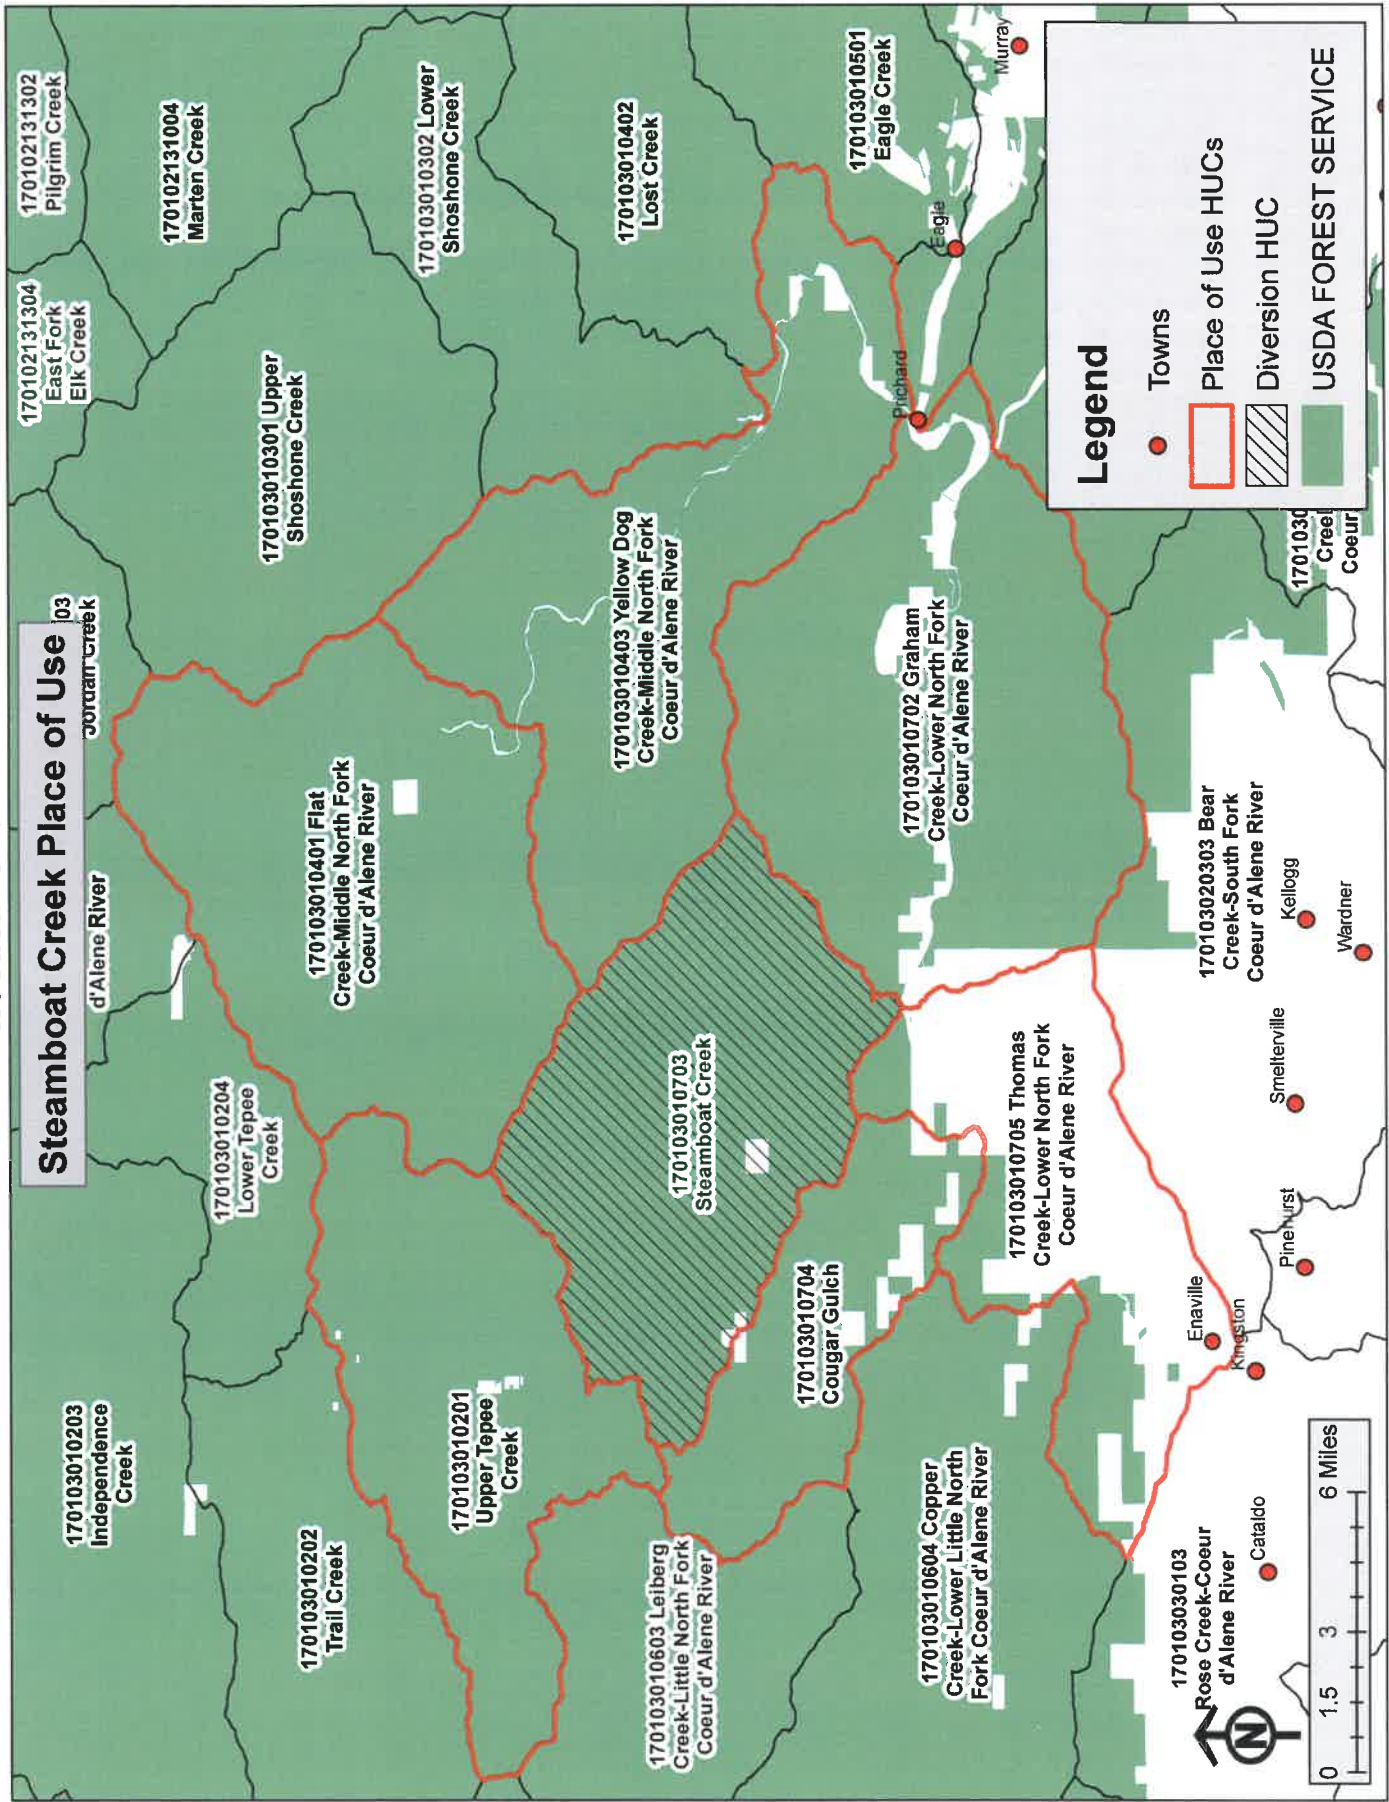 Steamboat Creek Place of Use
170102131302
Pilgrim Creek
170102131304
East Fork
Elk Creek
170102131004
Marten Creek
03
Jordan Creek
d'Alene River
170103010203
Independence
Creek
170103010204
Lower Tepee
Creek
170103010301 Upper
Shoshone Creek
170103010302 Lower
Shoshone Creek
170103010202
Trail Creek
170103010401 Flat
Creek-Middle North Fork
Coeur d'Alene River
170103010402
Lost Creek
170103010201
Upper Tepee
Creek
170103010403 Yellow Dog
Creek-Middle North Fork
Coeur d'Alene River
170103010501
Eagle Creek
170103010703
Steamboat Creek
170103010603 Leiberg
Creek-Little North Fork
Coeur d'Alene River
170103010704
Cougar Gulch
170103010702 Graham
Creek-Lower North Fork
Coeur d'Alene River
Prichard
Eagle
Murray
170103010604 Copper
Creek-Lower Little North
Fork Coeur d'Alene River
170103010705 Thomas
Creek-Lower North Fork
Coeur d'Alene River
170103020303 Bear
Creek-South Fork
Coeur d'Alene River
170103030103
Rose Creek-Coeur
d'Alene River
Cataldo
Enaville
Kingston
Pinehurst
Smelterville
Kellogg
Wardner
1701030
Cree
Coeur
Legend
Towns
Place of Use HUCs
Diversion HUC
USDA FOREST SERVICE
N
0 1.5 3 6 Miles